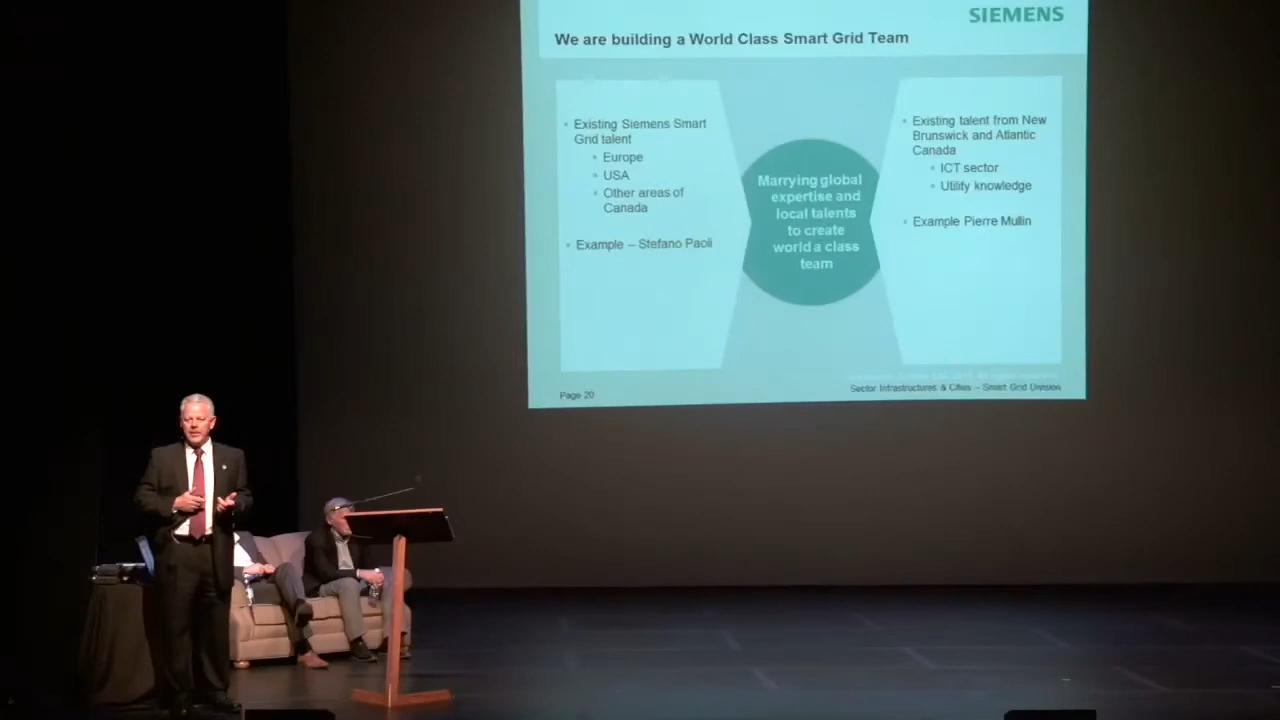 SIEMENS
We are building a World Class Smart Grid Team
• Existing Siemens Smart
Grid talent
• Europe
• USA
• Other areas of
Canada
• Example – Stefano Paoli
Marrying global
expertise and
local talents
to create
world a class
team
• Existing talent from New
Brunswick and Atlantic
Canada
• ICT sector
• Utility knowledge
• Example Pierre Mullin
Page 20
Sector Infrastructures & Cities – Smart Grid Division